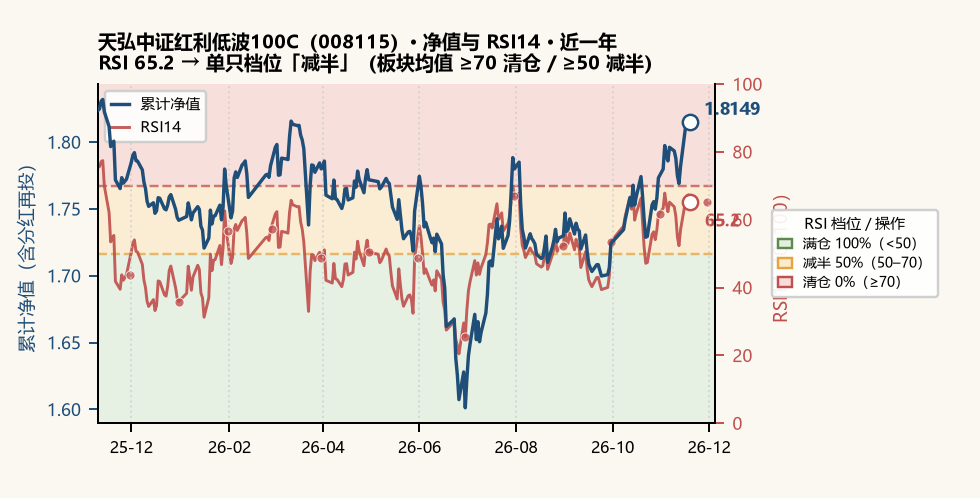 天弘中证红利低波100C（008115）·净值与 RSI14·近一年
RSI 65.2 → 单只档位「减半」（板块均值 ≥70 清仓 / ≥50 减半）
累计净值
RSI14
1.8149
65.2
累计净值（含分红再投）
1.80
1.75
1.70
1.65
1.60
100
80
60
40
20
0
25-12
26-02
26-04
26-06
26-08
26-10
26-12
RSI 档位 / 操作
满仓 100%（<50）
减半 50%（50–70）
清仓 0%（≥70）